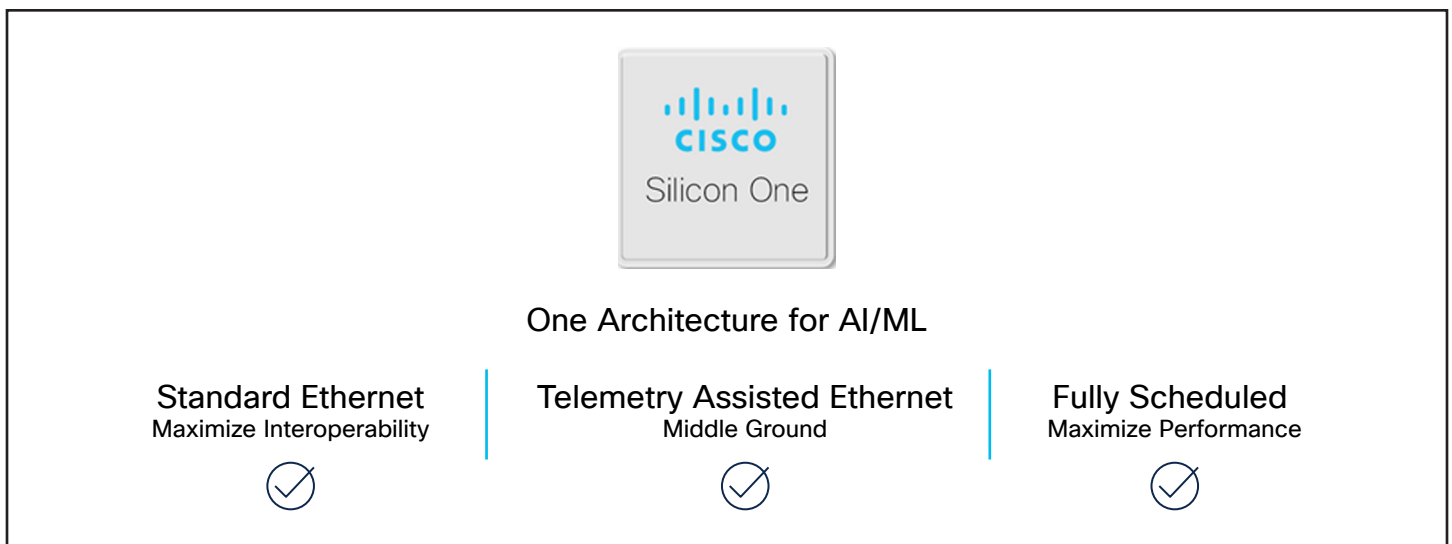 CISCO
Silicon One
One Architecture for AI/ML
Standard Ethernet
Maximize Interoperability
Telemetry Assisted Ethernet
Middle Ground
Fully Scheduled
Maximize Performance